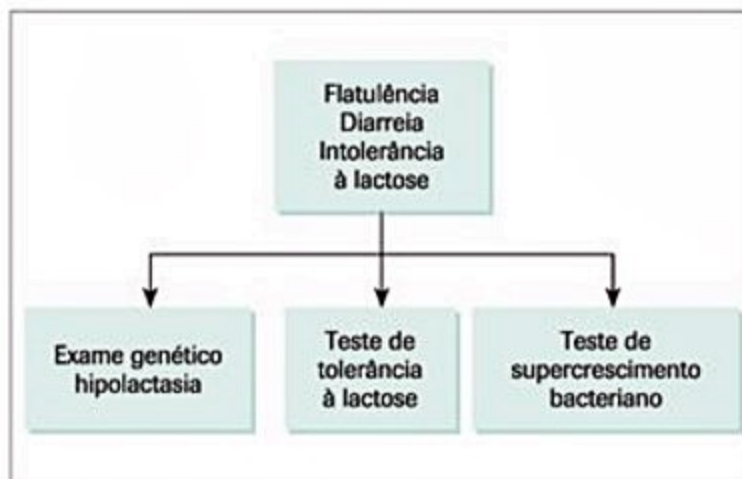 Flatulência
Diarreia
Intolerância
à lactose
Exame genético
hipolactasia
Teste de
tolerância
à lactose
Teste de
supercrescimento
bacteriano